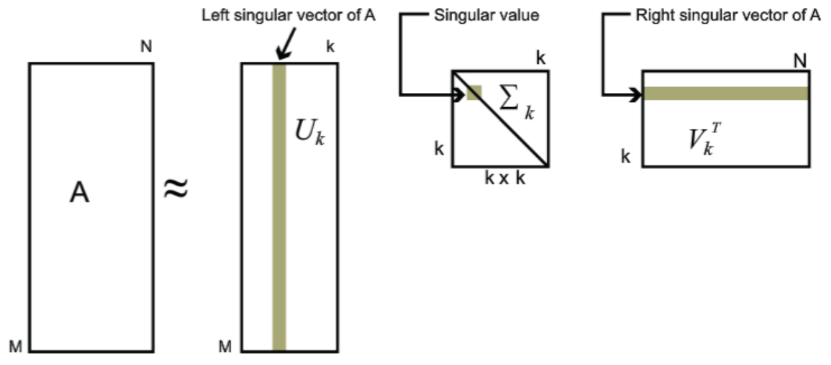 Left singular vector of A
Singular value
Right singular vector of A
N
k
k
N
A
≈
U_k
k
Σ_k
k
V_k^T
k x k
M
M